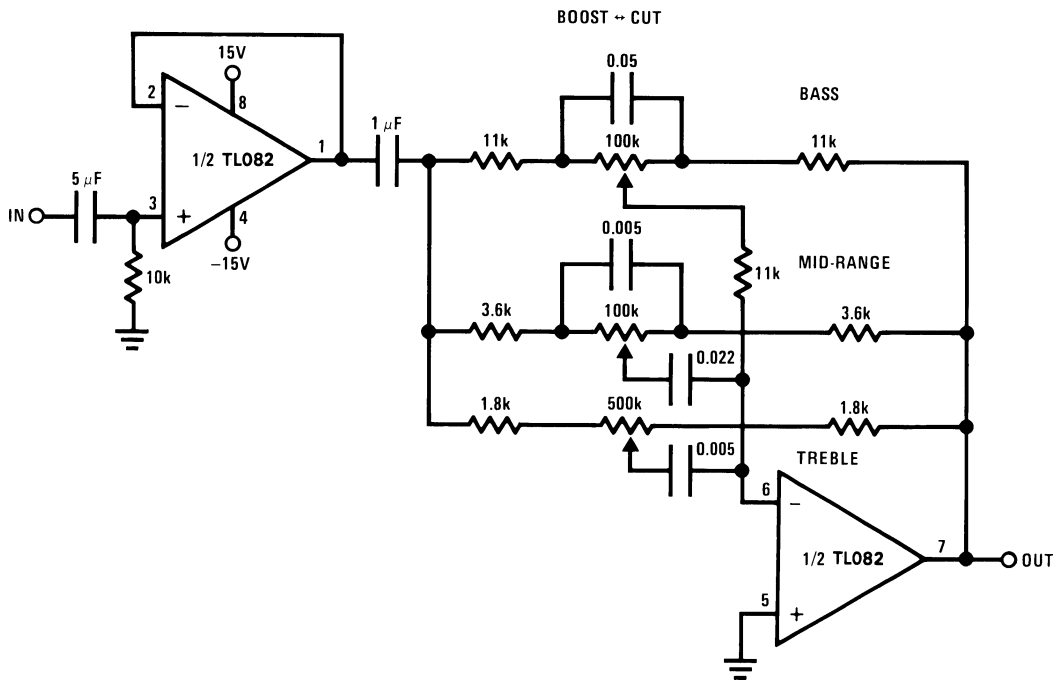 BOOST ↔ CUT
15V
0.05
BASS
2
−
8
1 μF
11k
100k
11k
1/2 TL082
1
5 μF
IN
3
+
4
−15V
10k
0.005
11k
MID-RANGE
3.6k
100k
3.6k
0.022
1.8k
500k
1.8k
0.005
TREBLE
6
−
1/2 TL082
7
OUT
5
+